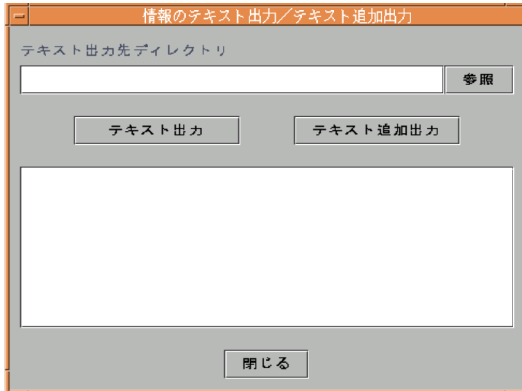 情報のテキスト出力／テキスト追加出力
テキスト出力先ディレクトリ
参照
テキスト出力 テキスト追加出力
閉じる